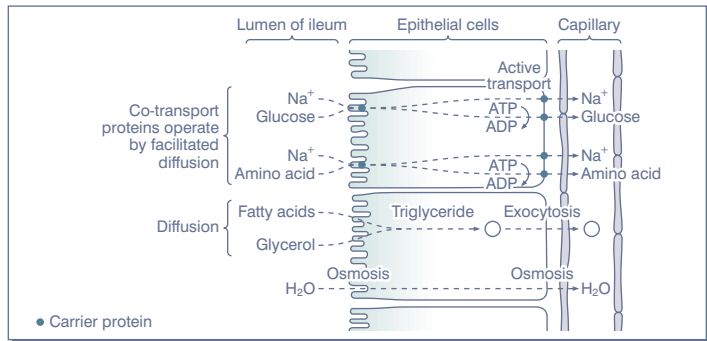 Lumen of ileum
Epithelial cells
Capillary
Active
transport
Na⁺
Glucose
ATP
ADP
Na⁺
Glucose
Co-transport
proteins operate
by facilitated
diffusion
Na⁺
Amino acid
ATP
ADP
Na⁺
Amino acid
Diffusion
Fatty acids
Glycerol
Triglyceride
Exocytosis
Osmosis
Osmosis
H₂O
H₂O
Carrier protein